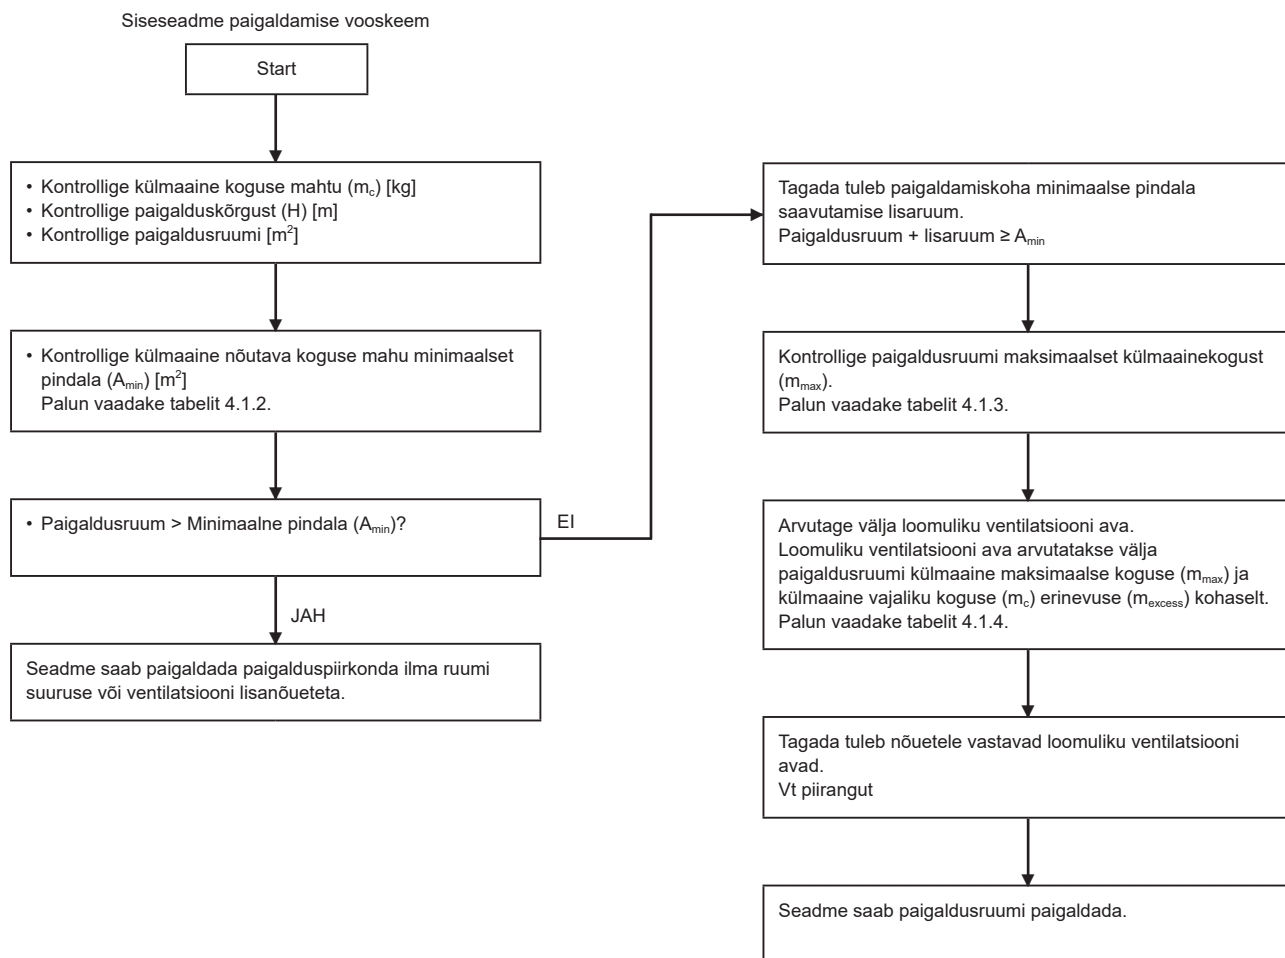 Siseseadme paigaldamise vooskeem
Start
• Kontrollige külmaaine koguse mahtu (mc) [kg]
• Kontrollige paigalduskõrgust (H) [m]
• Kontrollige paigaldusruumi [m²]
• Kontrollige külmaaine nõutava koguse mahu minimaalset
pindala (Amin) [m²]
Palun vaadake tabelit 4.1.2.
• Paigaldusruum > Minimaalne pindala (Amin)?
EI
JAH
Seadme saab paigaldada paigalduspiirkonda ilma ruumi
suuruse või ventilatsiooni lisanõueteta.
Tagada tuleb paigaldamiskoha minimaalse pindala
saavutamise lisaruum.
Paigaldusruum + lisaruum ≥ Amin
Kontrollige paigaldusruumi maksimaalset külmaainekogust
(mmax).
Palun vaadake tabelit 4.1.3.
Arvutage välja loomuliku ventilatsiooni ava.
Loomuliku ventilatsiooni ava arvutatakse välja
paigaldusruumi külmaaine maksimaalse koguse (mmax) ja
külmaaine vajaliku koguse (mc) erinevuse (mexcess) kohaselt.
Palun vaadake tabelit 4.1.4.
Tagada tuleb nõuetele vastavad loomuliku ventilatsiooni
avad.
Vt piirangut
Seadme saab paigaldusruumi paigaldada.